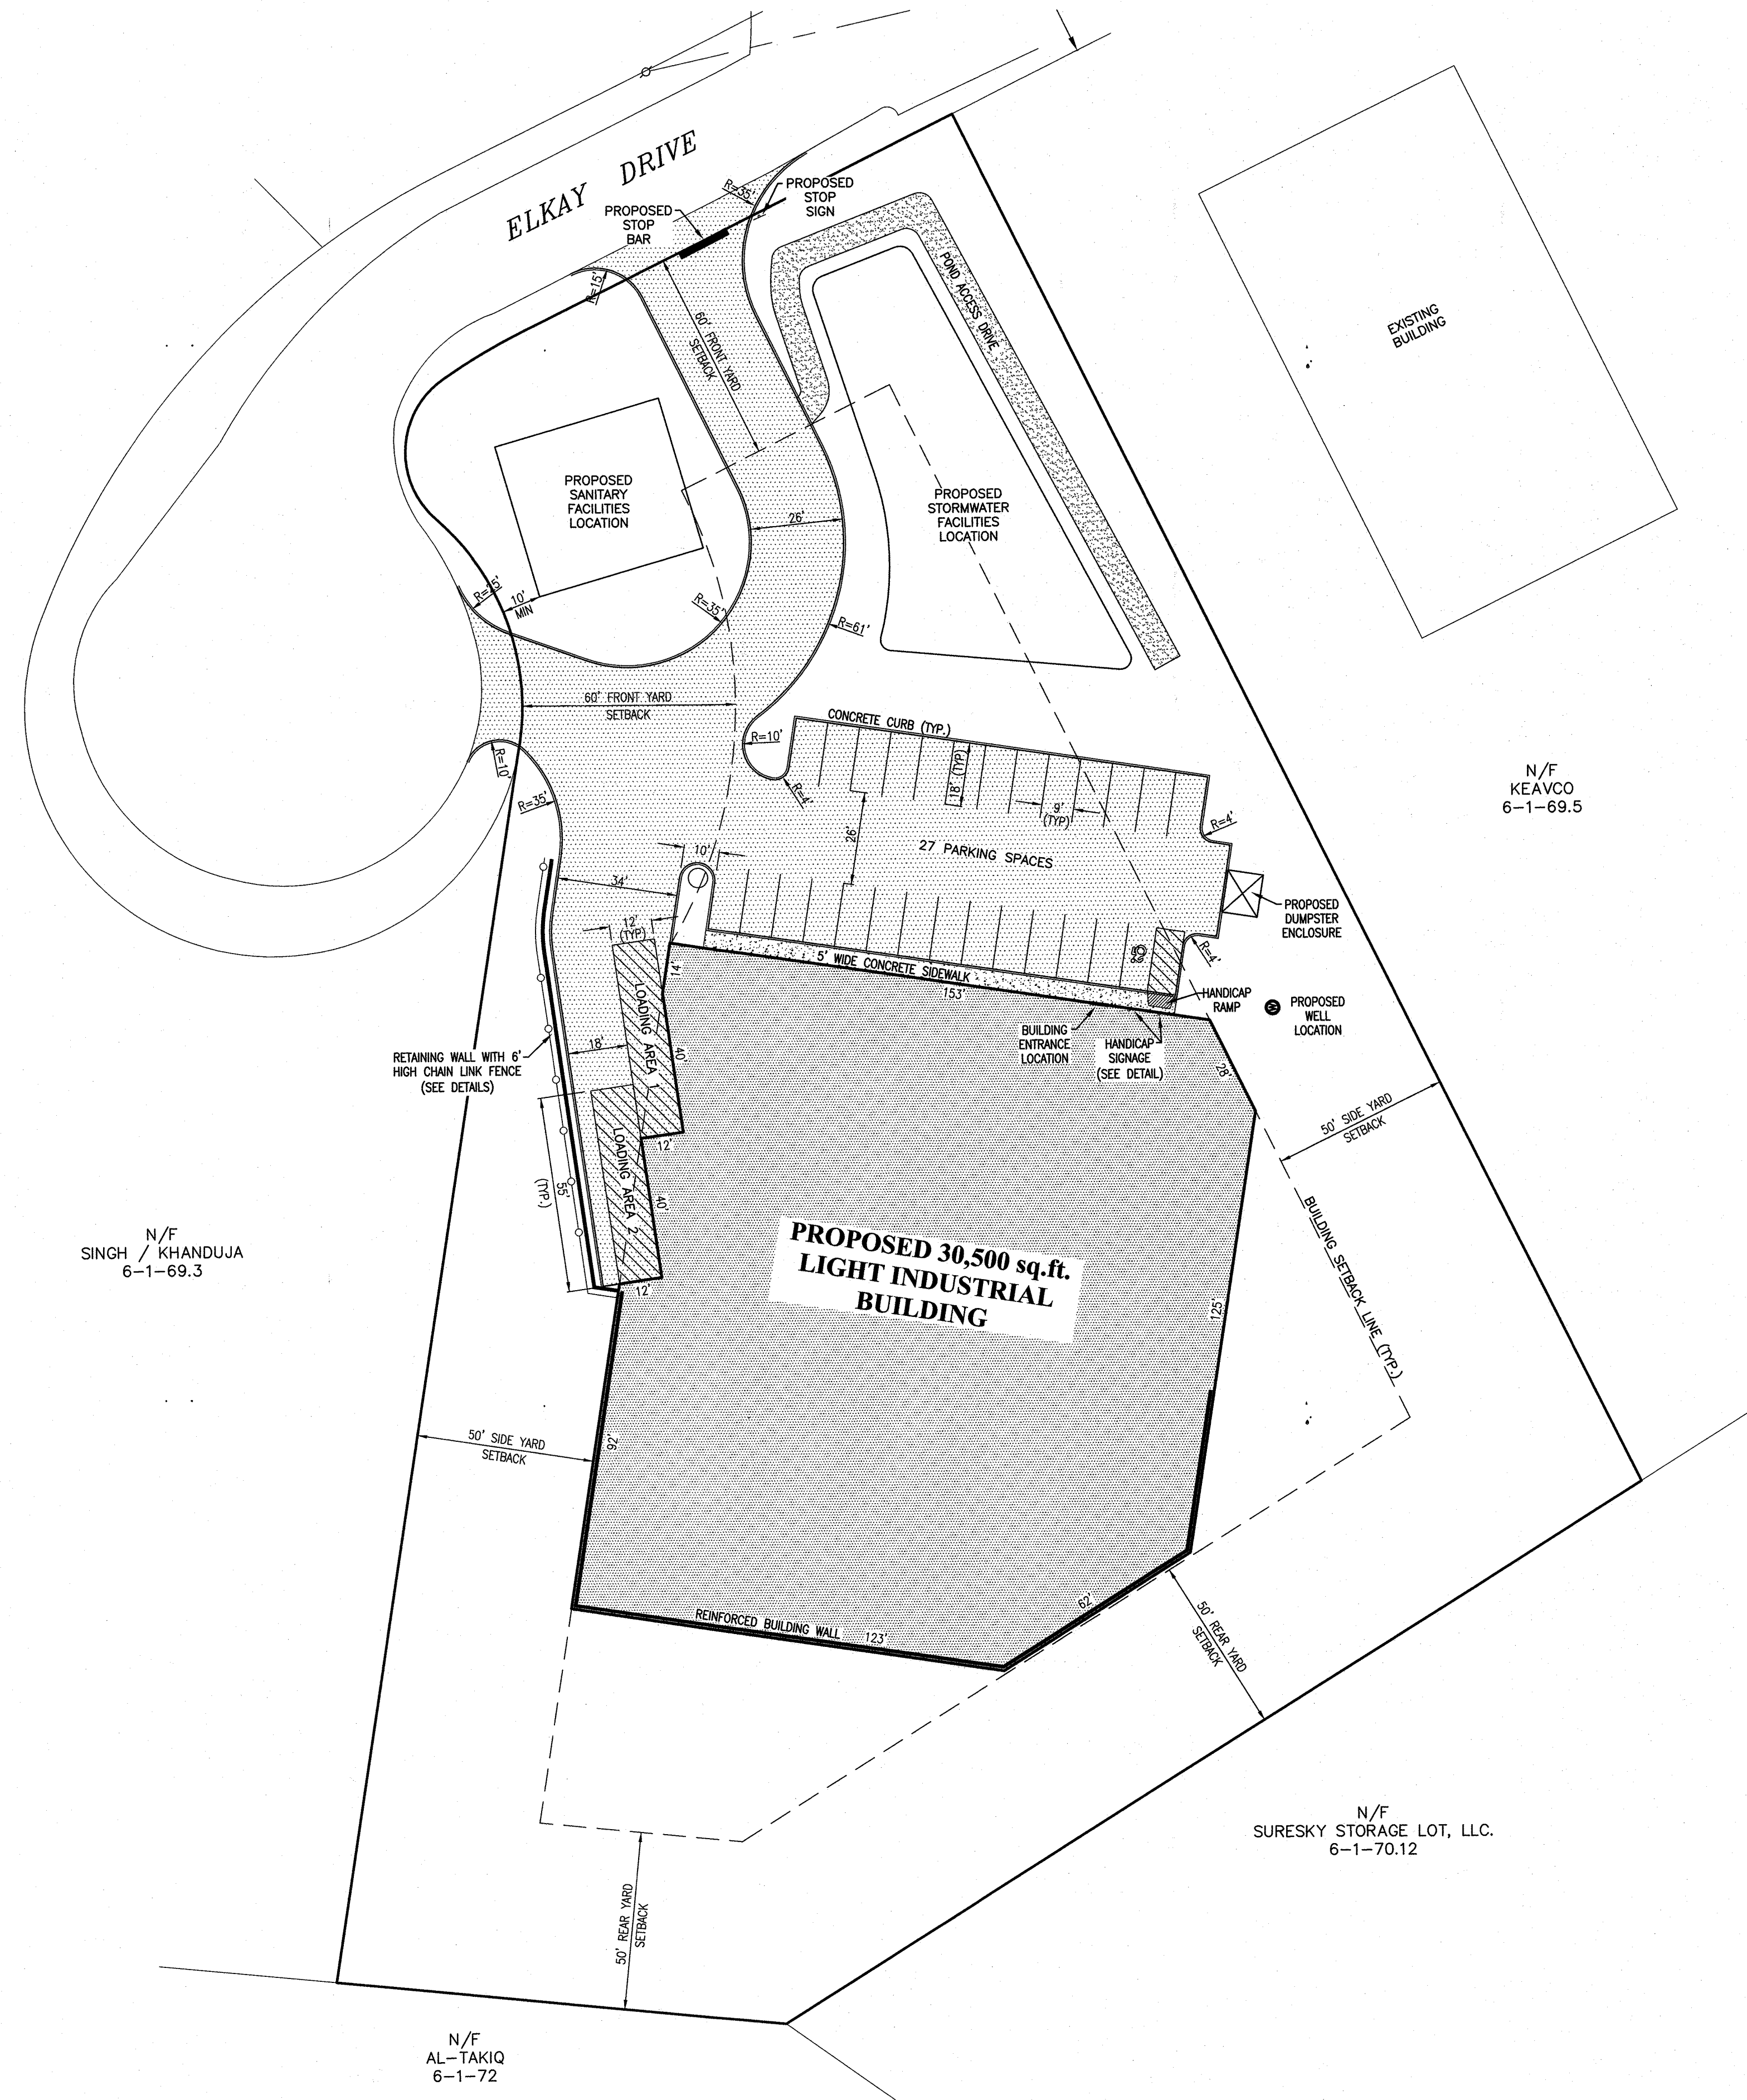 ELKAY DRIVE
R=35'
PROPOSED
STOP
SIGN
PROPOSED
STOP
BAR
R=15'
POND ACCESS DRIVE
60' FRONT YARD
SETBACK
EXISTING
BUILDING
PROPOSED
SANITARY
FACILITIES
LOCATION
PROPOSED
STORMWATER
FACILITIES
LOCATION
26'
R=25'
10'
MIN
R=35'
R=61'
60' FRONT YARD
SETBACK
CONCRETE CURB (TYP.)
R=10'
R=10'
18' (TYP)
R=4'
9'
(TYP)
R=35'
26'
R=4'
27 PARKING SPACES
10'
34'
12'
(TYP)
PROPOSED
DUMPSTER
ENCLOSURE
R=4'
5' WIDE CONCRETE SIDEWALK
14'
153'
HANDICAP
RAMP
W
PROPOSED
WELL
LOCATION
BUILDING
ENTRANCE
LOCATION
HANDICAP
SIGNAGE
(SEE DETAIL)
LOADING AREA 1
18'
40'
RETAINING WALL WITH 6'
HIGH CHAIN LINK FENCE
(SEE DETAILS)
28'
50' SIDE YARD
SETBACK
12'
LOADING AREA 2
55'
(TYP.)
40'
12'
N/F
KEAVCO
6-1-69.5
N/F
SINGH / KHANDUJA
6-1-69.3
PROPOSED 30,500 sq.ft.
LIGHT INDUSTRIAL
BUILDING
125'
BUILDING SETBACK LINE (TYP.)
50' SIDE YARD
SETBACK
92'
REINFORCED BUILDING WALL
123'
62'
50' REAR YARD
SETBACK
50' REAR YARD
SETBACK
N/F
SURESKY STORAGE LOT, LLC.
6-1-70.12
N/F
AL-TAKIQ
6-1-72